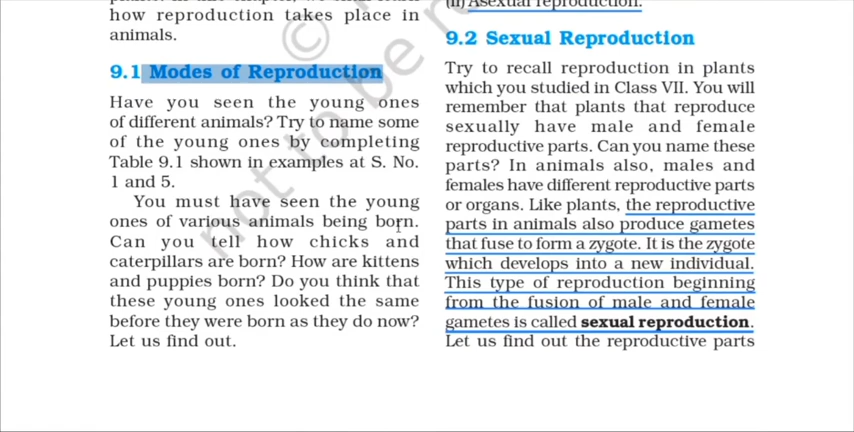 how reproduction takes place in
animals.
9.1 Modes of Reproduction
Have you seen the young ones
of different animals? Try to name some
of the young ones by completing
Table 9.1 shown in examples at S. No.
1 and 5.
You must have seen the young
ones of various animals being born.
Can you tell how chicks and
caterpillars are born? How are kittens
and puppies born? Do you think that
these young ones looked the same
before they were born as they do now?
Let us find out.
(ii) Asexual reproduction.
9.2 Sexual Reproduction
Try to recall reproduction in plants
which you studied in Class VII. You will
remember that plants that reproduce
sexually have male and female
reproductive parts. Can you name these
parts? In animals also, males and
females have different reproductive parts
or organs. Like plants, the reproductive
parts in animals also produce gametes
that fuse to form a zygote. It is the zygote
which develops into a new individual.
This type of reproduction beginning
from the fusion of male and female
gametes is called sexual reproduction.
Let us find out the reproductive parts
© not to be r